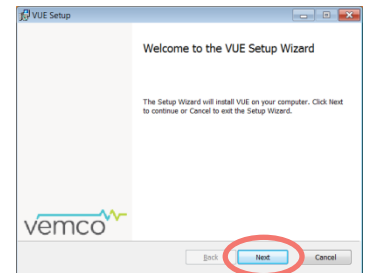 VUE Setup
Welcome to the VUE Setup Wizard
The Setup Wizard will install VUE on your computer. Click Next
to continue or Cancel to exit the Setup Wizard.
vemco
Back
Next
Cancel